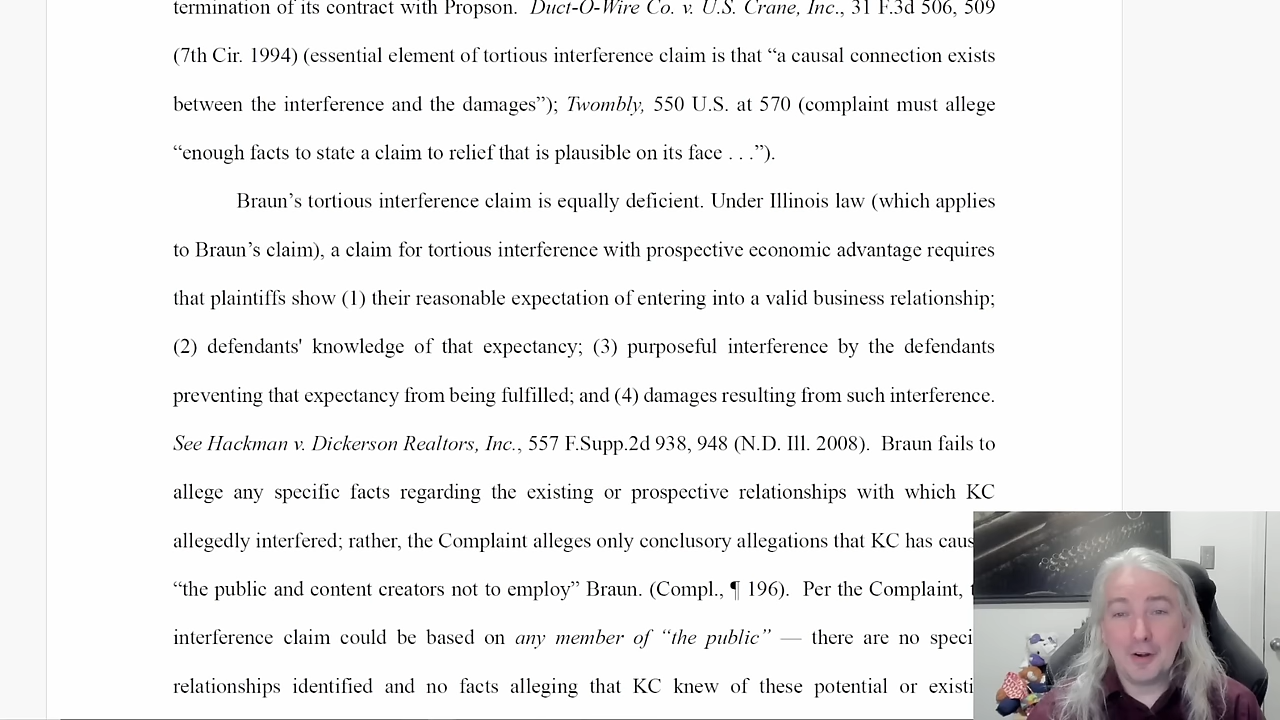 termination of its contract with Propson.  Duct-O-Wire Co. v. U.S. Crane, Inc., 31 F.3d 506, 509
(7th Cir. 1994) (essential element of tortious interference claim is that “a causal connection exists
between the interference and the damages”); Twombly, 550 U.S. at 570 (complaint must allege
“enough facts to state a claim to relief that is plausible on its face . . .”).
Braun’s tortious interference claim is equally deficient. Under Illinois law (which applies
to Braun’s claim), a claim for tortious interference with prospective economic advantage requires
that plaintiffs show (1) their reasonable expectation of entering into a valid business relationship;
(2) defendants' knowledge of that expectancy; (3) purposeful interference by the defendants
preventing that expectancy from being fulfilled; and (4) damages resulting from such interference.
See Hackman v. Dickerson Realtors, Inc., 557 F.Supp.2d 938, 948 (N.D. Ill. 2008).  Braun fails to
allege any specific facts regarding the existing or prospective relationships with which KC
allegedly interfered; rather, the Complaint alleges only conclusory allegations that KC has
“the public and content creators not to employ” Braun. (Compl., ¶ 196).  Per the Complaint,
interference claim could be based on any member of “the public” — there are no
relationships identified and no facts alleging that KC knew of these potential or